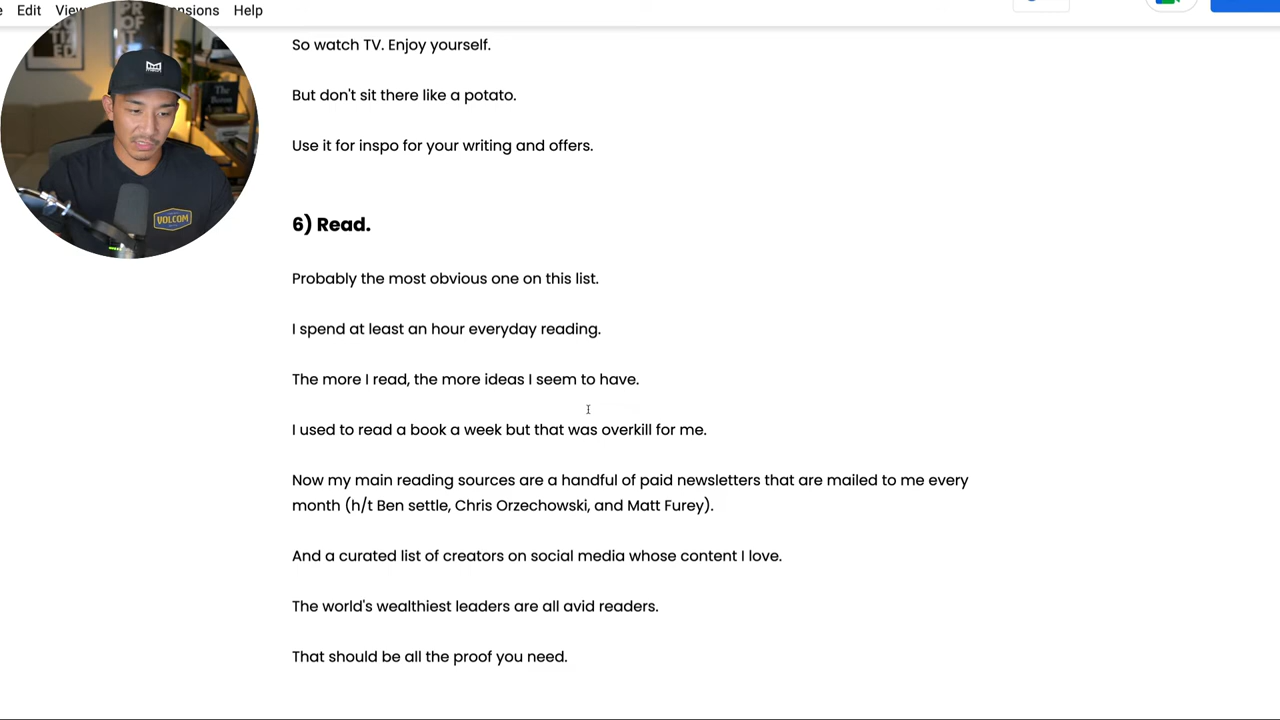 Edit View
nsions Help
So watch TV. Enjoy yourself.
But don't sit there like a potato.
Use it for inspo for your writing and offers.
6) Read.
Probably the most obvious one on this list.
I spend at least an hour everyday reading.
The more I read, the more ideas I seem to have.
I used to read a book a week but that was overkill for me.
Now my main reading sources are a handful of paid newsletters that are mailed to me every
month (h/t Ben settle, Chris Orzechowski, and Matt Furey).
And a curated list of creators on social media whose content I love.
The world's wealthiest leaders are all avid readers.
That should be all the proof you need.
VOLCOM